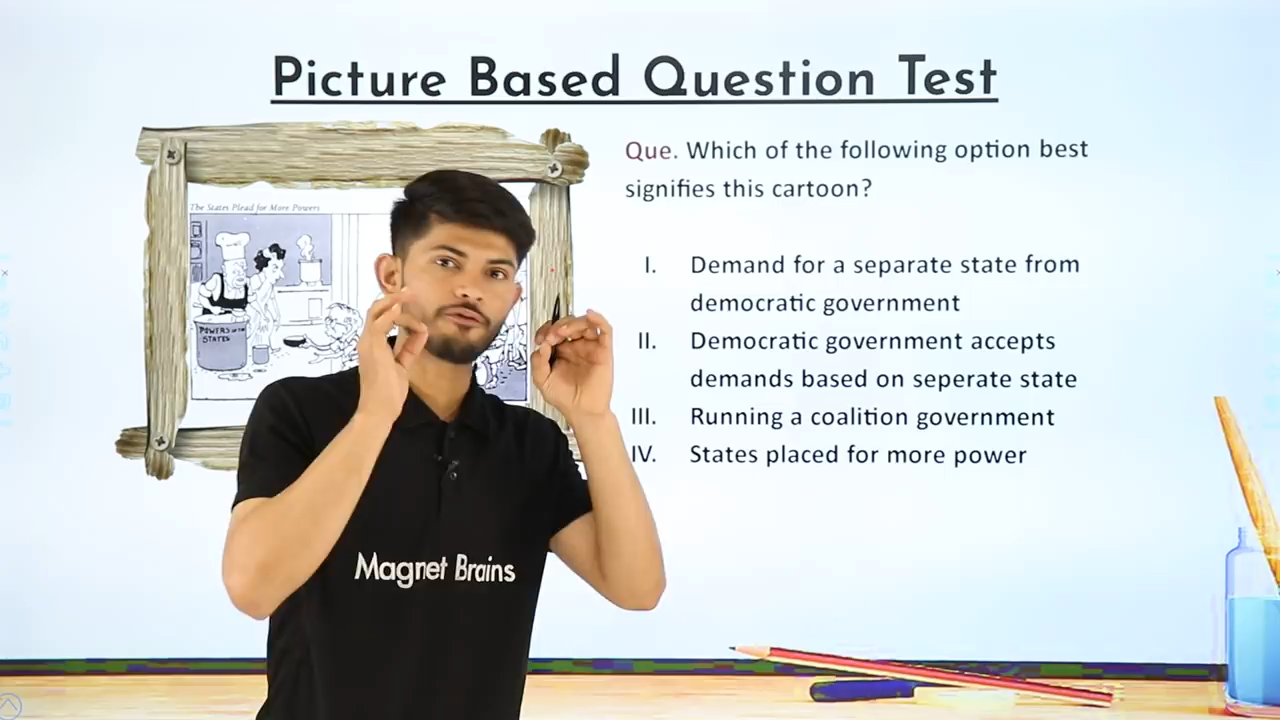 Picture Based Question Test
The States Plead for More Powers
POWERS
STATES
Que. Which of the following option best
signifies this cartoon?
I. Demand for a separate state from
democratic government
II. Democratic government accepts
demands based on seperate state
III. Running a coalition government
IV. States placed for more power
Magnet Brains